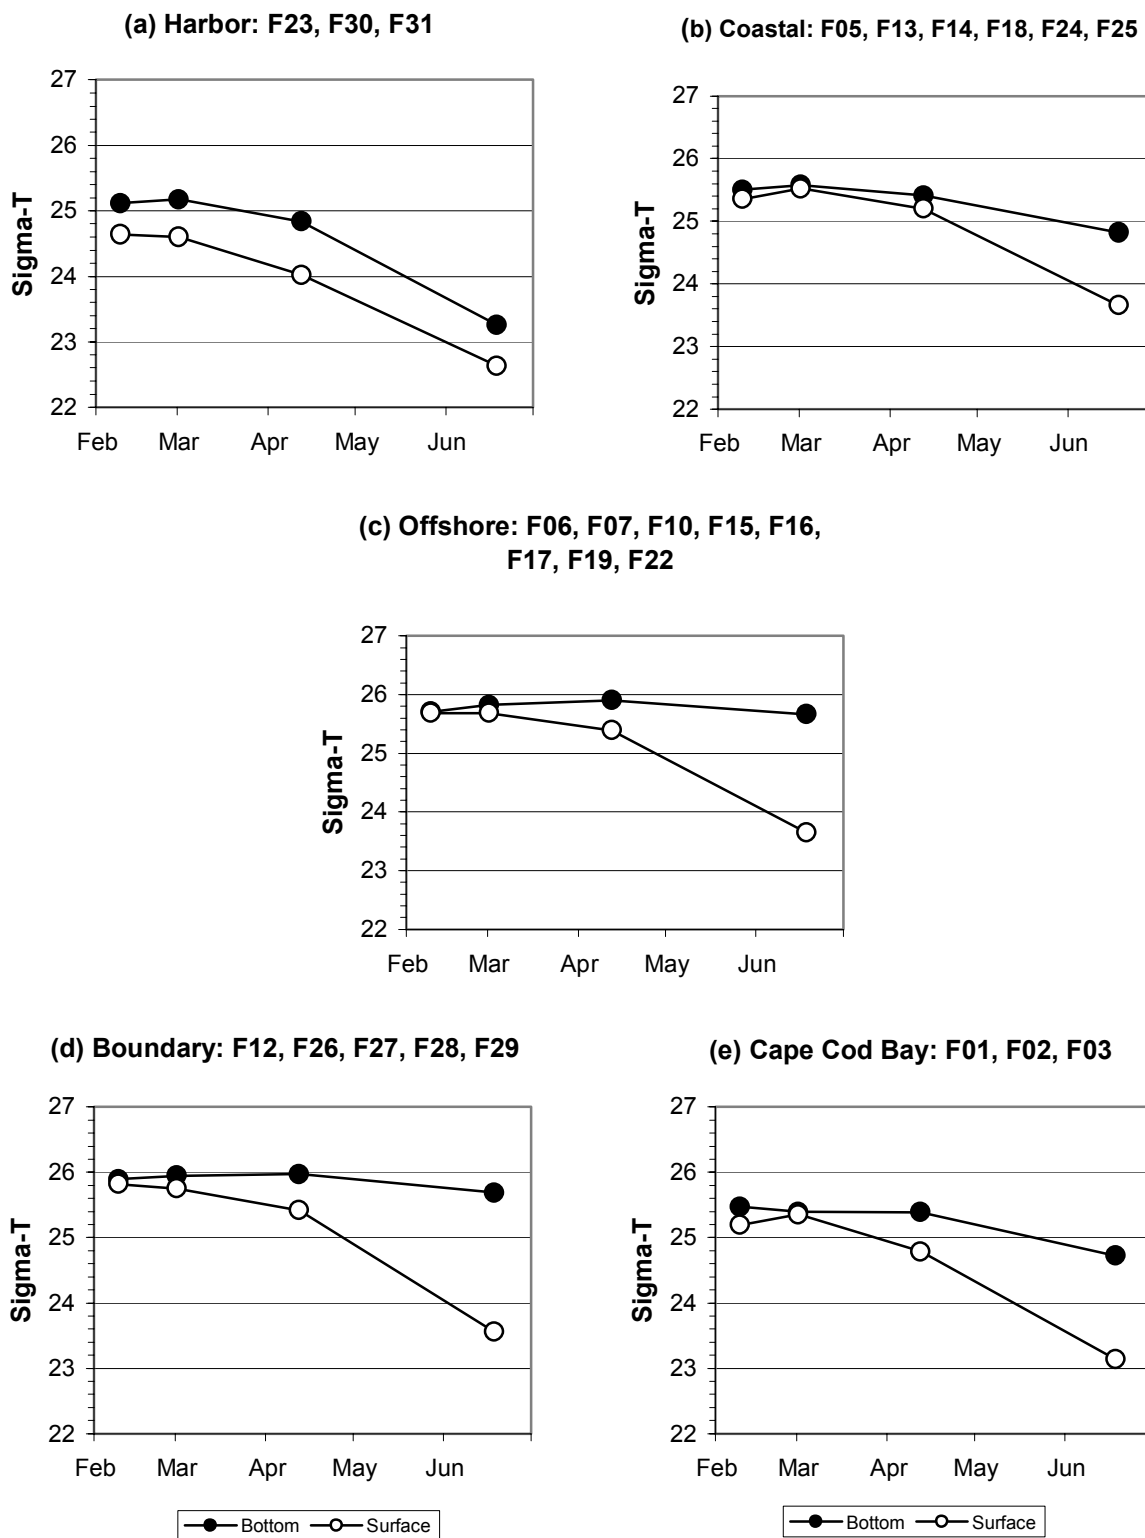 (a) Harbor: F23, F30, F31
27
26
25
24
23
22
Sigma-T
Feb Mar Apr May Jun
(b) Coastal: F05, F13, F14, F18, F24, F25
27
26
25
24
23
22
Sigma-T
Feb Mar Apr May Jun
(c) Offshore: F06, F07, F10, F15, F16,
F17, F19, F22
27
26
25
24
23
22
Sigma-T
Feb Mar Apr May Jun
(d) Boundary: F12, F26, F27, F28, F29
27
26
25
24
23
22
Sigma-T
Feb Mar Apr May Jun
Bottom Surface
(e) Cape Cod Bay: F01, F02, F03
27
26
25
24
23
22
Sigma-T
Feb Mar Apr May Jun
Bottom Surface